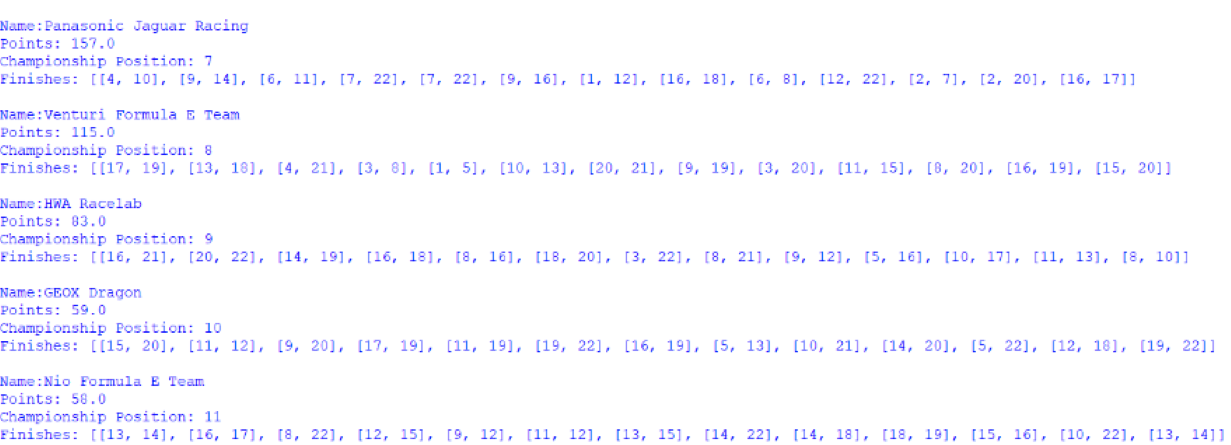 Name:Panasonic Jaguar Racing
Points: 157.0
Championship Position: 7
Finishes: [[4, 10], [9, 14], [6, 11], [7, 22], [7, 22], [9, 16], [1, 12], [16, 18], [6, 8], [12, 22], [2, 7], [2, 20], [16, 17]]
Name:Venturi Formula E Team
Points: 115.0
Championship Position: 8
Finishes: [[17, 19], [13, 18], [4, 21], [3, 8], [1, 5], [10, 13], [20, 21], [9, 19], [3, 20], [11, 15], [8, 20], [16, 19], [15, 20]]
Name:HWA Racelab
Points: 83.0
Championship Position: 9
Finishes: [[16, 21], [20, 22], [14, 19], [16, 18], [8, 16], [18, 20], [3, 22], [8, 21], [9, 12], [5, 16], [10, 17], [11, 13], [8, 10]]
Name:GEOX Dragon
Points: 59.0
Championship Position: 10
Finishes: [[15, 20], [11, 12], [9, 20], [17, 19], [11, 19], [19, 22], [16, 19], [5, 13], [10, 21], [14, 20], [5, 22], [12, 18], [19, 22]]
Name:Nio Formula E Team
Points: 58.0
Championship Position: 11
Finishes: [[13, 14], [16, 17], [8, 22], [12, 15], [9, 12], [11, 12], [13, 15], [14, 22], [14, 18], [18, 19], [15, 16], [10, 22], [13, 14]]